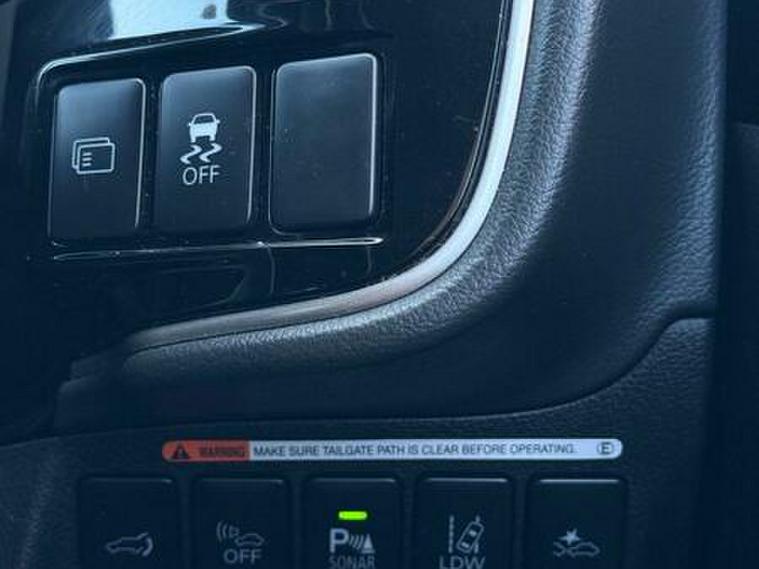 OFF
WARNING MAKE SURE TAILGATE PATH IS CLEAR BEFORE OPERATING. E
OFF
P
SONAR
LDW